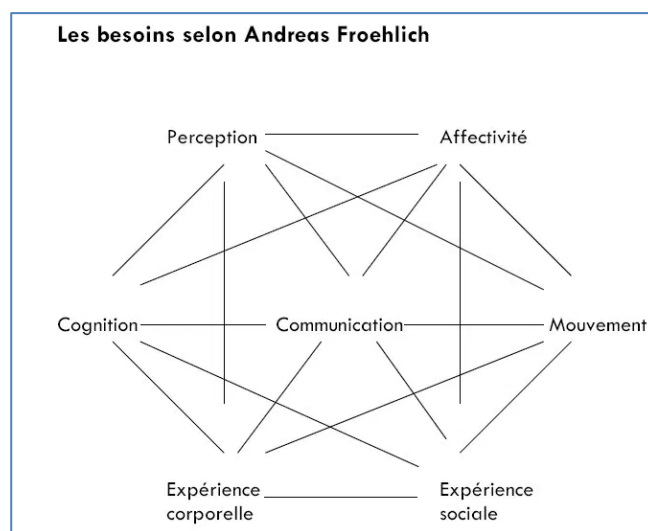 Les besoins selon Andreas Froehlich
Perception
Affectivité
Cognition
Communication
Mouvement
Expérience
corporelle
Expérience
sociale